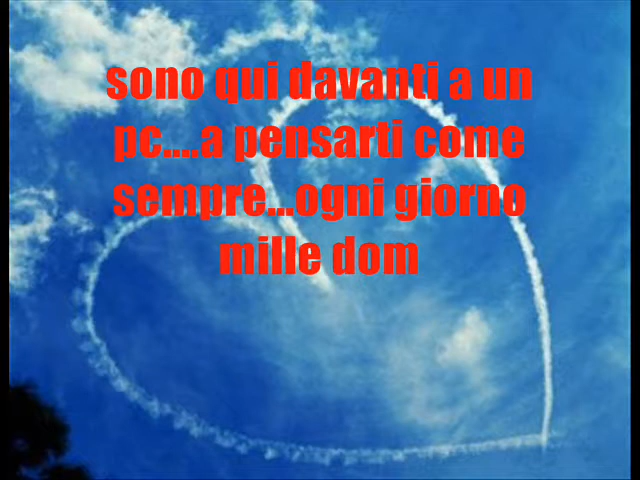 sono qui davanti a un
pc....a pensarti come
sempre...ogni giorno
mille dom